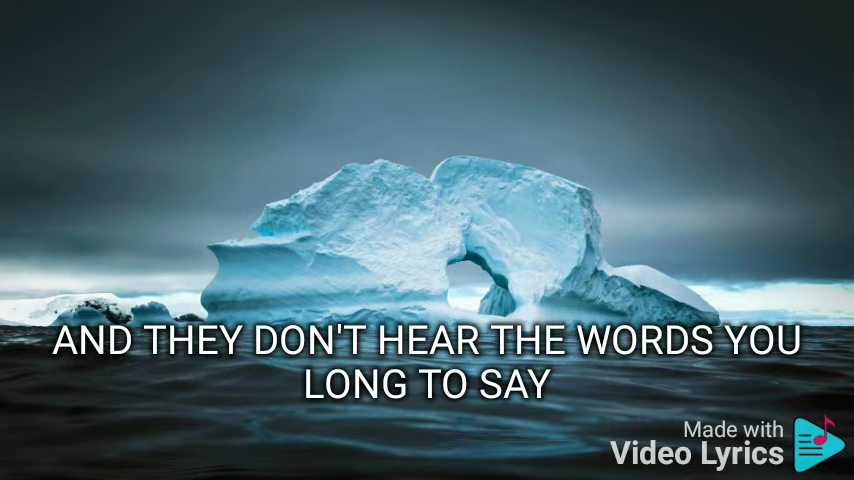 AND THEY DON'T HEAR THE WORDS YOU
LONG TO SAY
Made with
Video Lyrics